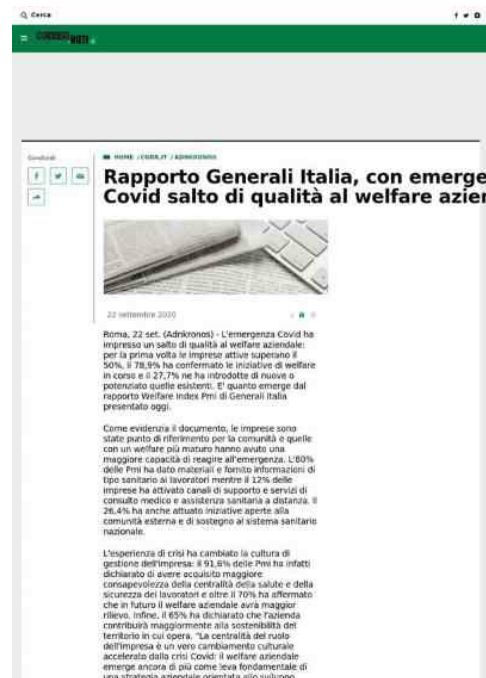 Cerca
Condividi
HOME / CODE_IT / ADNKRONOS
Rapporto Generali Italia, con emerge
Covid salto di qualità al welfare azien
22 settembre 2020
Roma, 22 set. (Adnkronos) - L'emergenza Covid ha
impresso un salto di qualità al welfare aziendale:
per la prima volta le imprese attive superano il
50%, il 78,9% ha confermato le iniziative di welfare
in corso e il 27,7% ne ha introdotte di nuove o
potenziato quelle esistenti. E' quanto emerge dal
rapporto Welfare Index Pmi di Generali Italia
presentato oggi.
Come evidenzia il documento, le imprese sono
state punto di riferimento per la comunità e quelle
con un welfare più maturo hanno avuto una
maggiore capacità di reagire all'emergenza. L'80%
delle Pmi ha dato materiali e fornito informazioni di
tipo sanitario ai lavoratori mentre il 12% delle
imprese ha attivato canali di supporto e servizi di
consulto medico e assistenza sanitaria a distanza. Il
26,4% ha anche attuato iniziative aperte alla
comunità esterna e di sostegno al sistema sanitario
nazionale.
L'esperienza di crisi ha cambiato la cultura di
gestione dell'impresa: il 91,6% delle Pmi ha infatti
dichiarato di avere acquisito maggiore
consapevolezza della centralità della salute e della
sicurezza dei lavoratori e oltre il 70% ha affermato
che in futuro il welfare aziendale avrà maggior
rilievo. Infine, il 65% ha dichiarato che l'azienda
contribuirà maggiormente alla sostenibilità del
territorio in cui opera. "La centralità del ruolo
dell'impresa è un vero cambiamento culturale
accelerato dalla crisi Covid: il welfare aziendale
emerge ancora di più come leva fondamentale di
una strategia aziendale orientata allo sviluppo